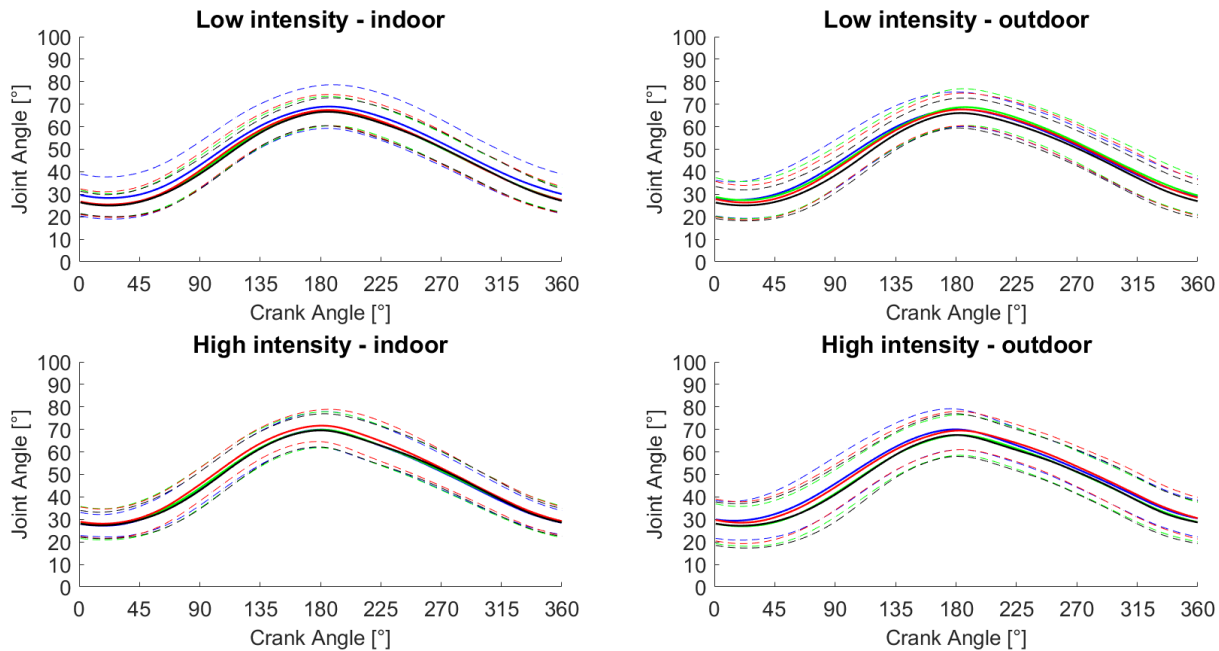 Low intensity - indoor
100
90
80
70
60
50
40
30
20
10
0
Joint Angle [°]
0 45 90 135 180 225 270 315 360
Crank Angle [°]
Low intensity - outdoor
100
90
80
70
60
50
40
30
20
10
0
Joint Angle [°]
0 45 90 135 180 225 270 315 360
Crank Angle [°]
High intensity - indoor
100
90
80
70
60
50
40
30
20
10
0
Joint Angle [°]
0 45 90 135 180 225 270 315 360
Crank Angle [°]
High intensity - outdoor
100
90
80
70
60
50
40
30
20
10
0
Joint Angle [°]
0 45 90 135 180 225 270 315 360
Crank Angle [°]